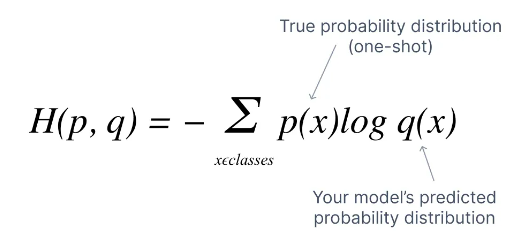 True probability distribution
(one-shot)
H(p, q) = − ∑ p(x)log q(x)
xϵclasses
Your model's predicted
probability distribution